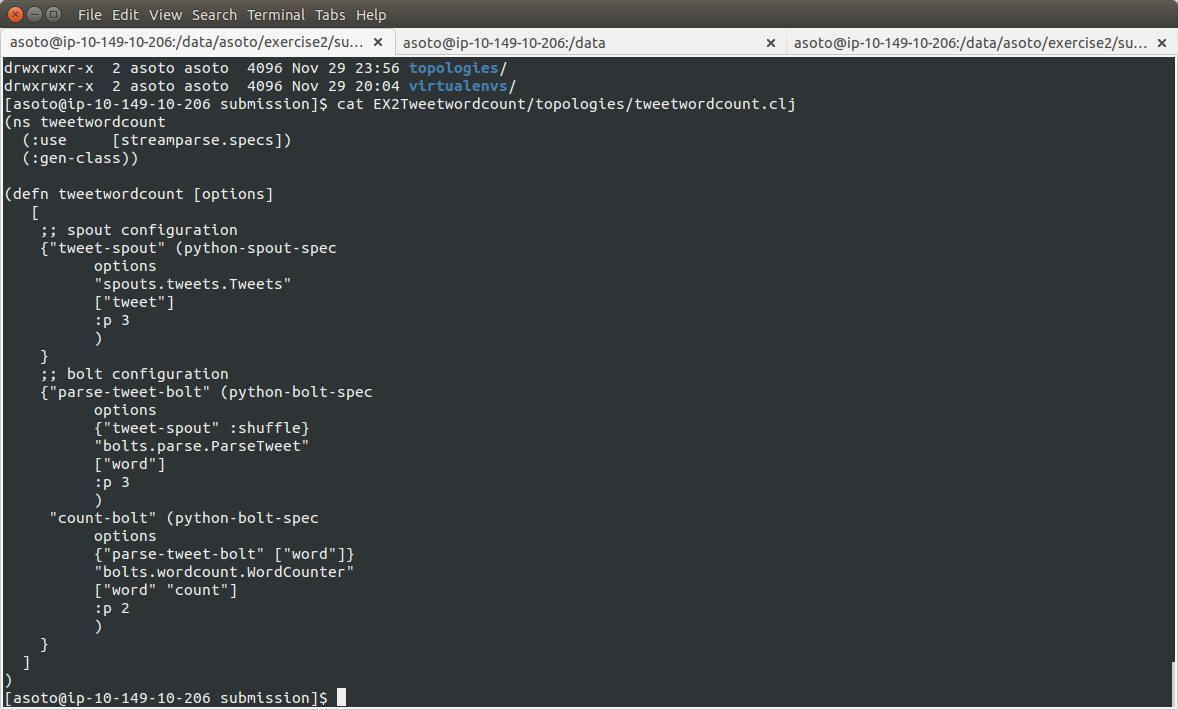 File Edit View Search Terminal Tabs Help
asoto@ip-10-149-10-206:/data/asoto/exercise2/su... × asoto@ip-10-149-10-206:/data × asoto@ip-10-149-10-206:/data/asoto/exercise2/su... ×
drwxrwxr-x  2 asoto asoto  4096 Nov 29 23:56 topologies/
drwxrwxr-x  2 asoto asoto  4096 Nov 29 20:04 virtualenvs/
[asoto@ip-10-149-10-206 submission]$ cat EX2Tweetwordcount/topologies/tweetwordcount.clj
(ns tweetwordcount
  (:use     [streamparse.specs])
  (:gen-class))

(defn tweetwordcount [options]
   [
    ;; spout configuration
    {"tweet-spout" (python-spout-spec
          options
          "spouts.tweets.Tweets"
          ["tweet"]
          :p 3
          )
    }
    ;; bolt configuration
    {"parse-tweet-bolt" (python-bolt-spec
          options
          {"tweet-spout" :shuffle}
          "bolts.parse.ParseTweet"
          ["word"]
          :p 3
          )
     "count-bolt" (python-bolt-spec
          options
          {"parse-tweet-bolt" ["word"]}
          "bolts.wordcount.WordCounter"
          ["word" "count"]
          :p 2
          )
    }
  ]
)
[asoto@ip-10-149-10-206 submission]$